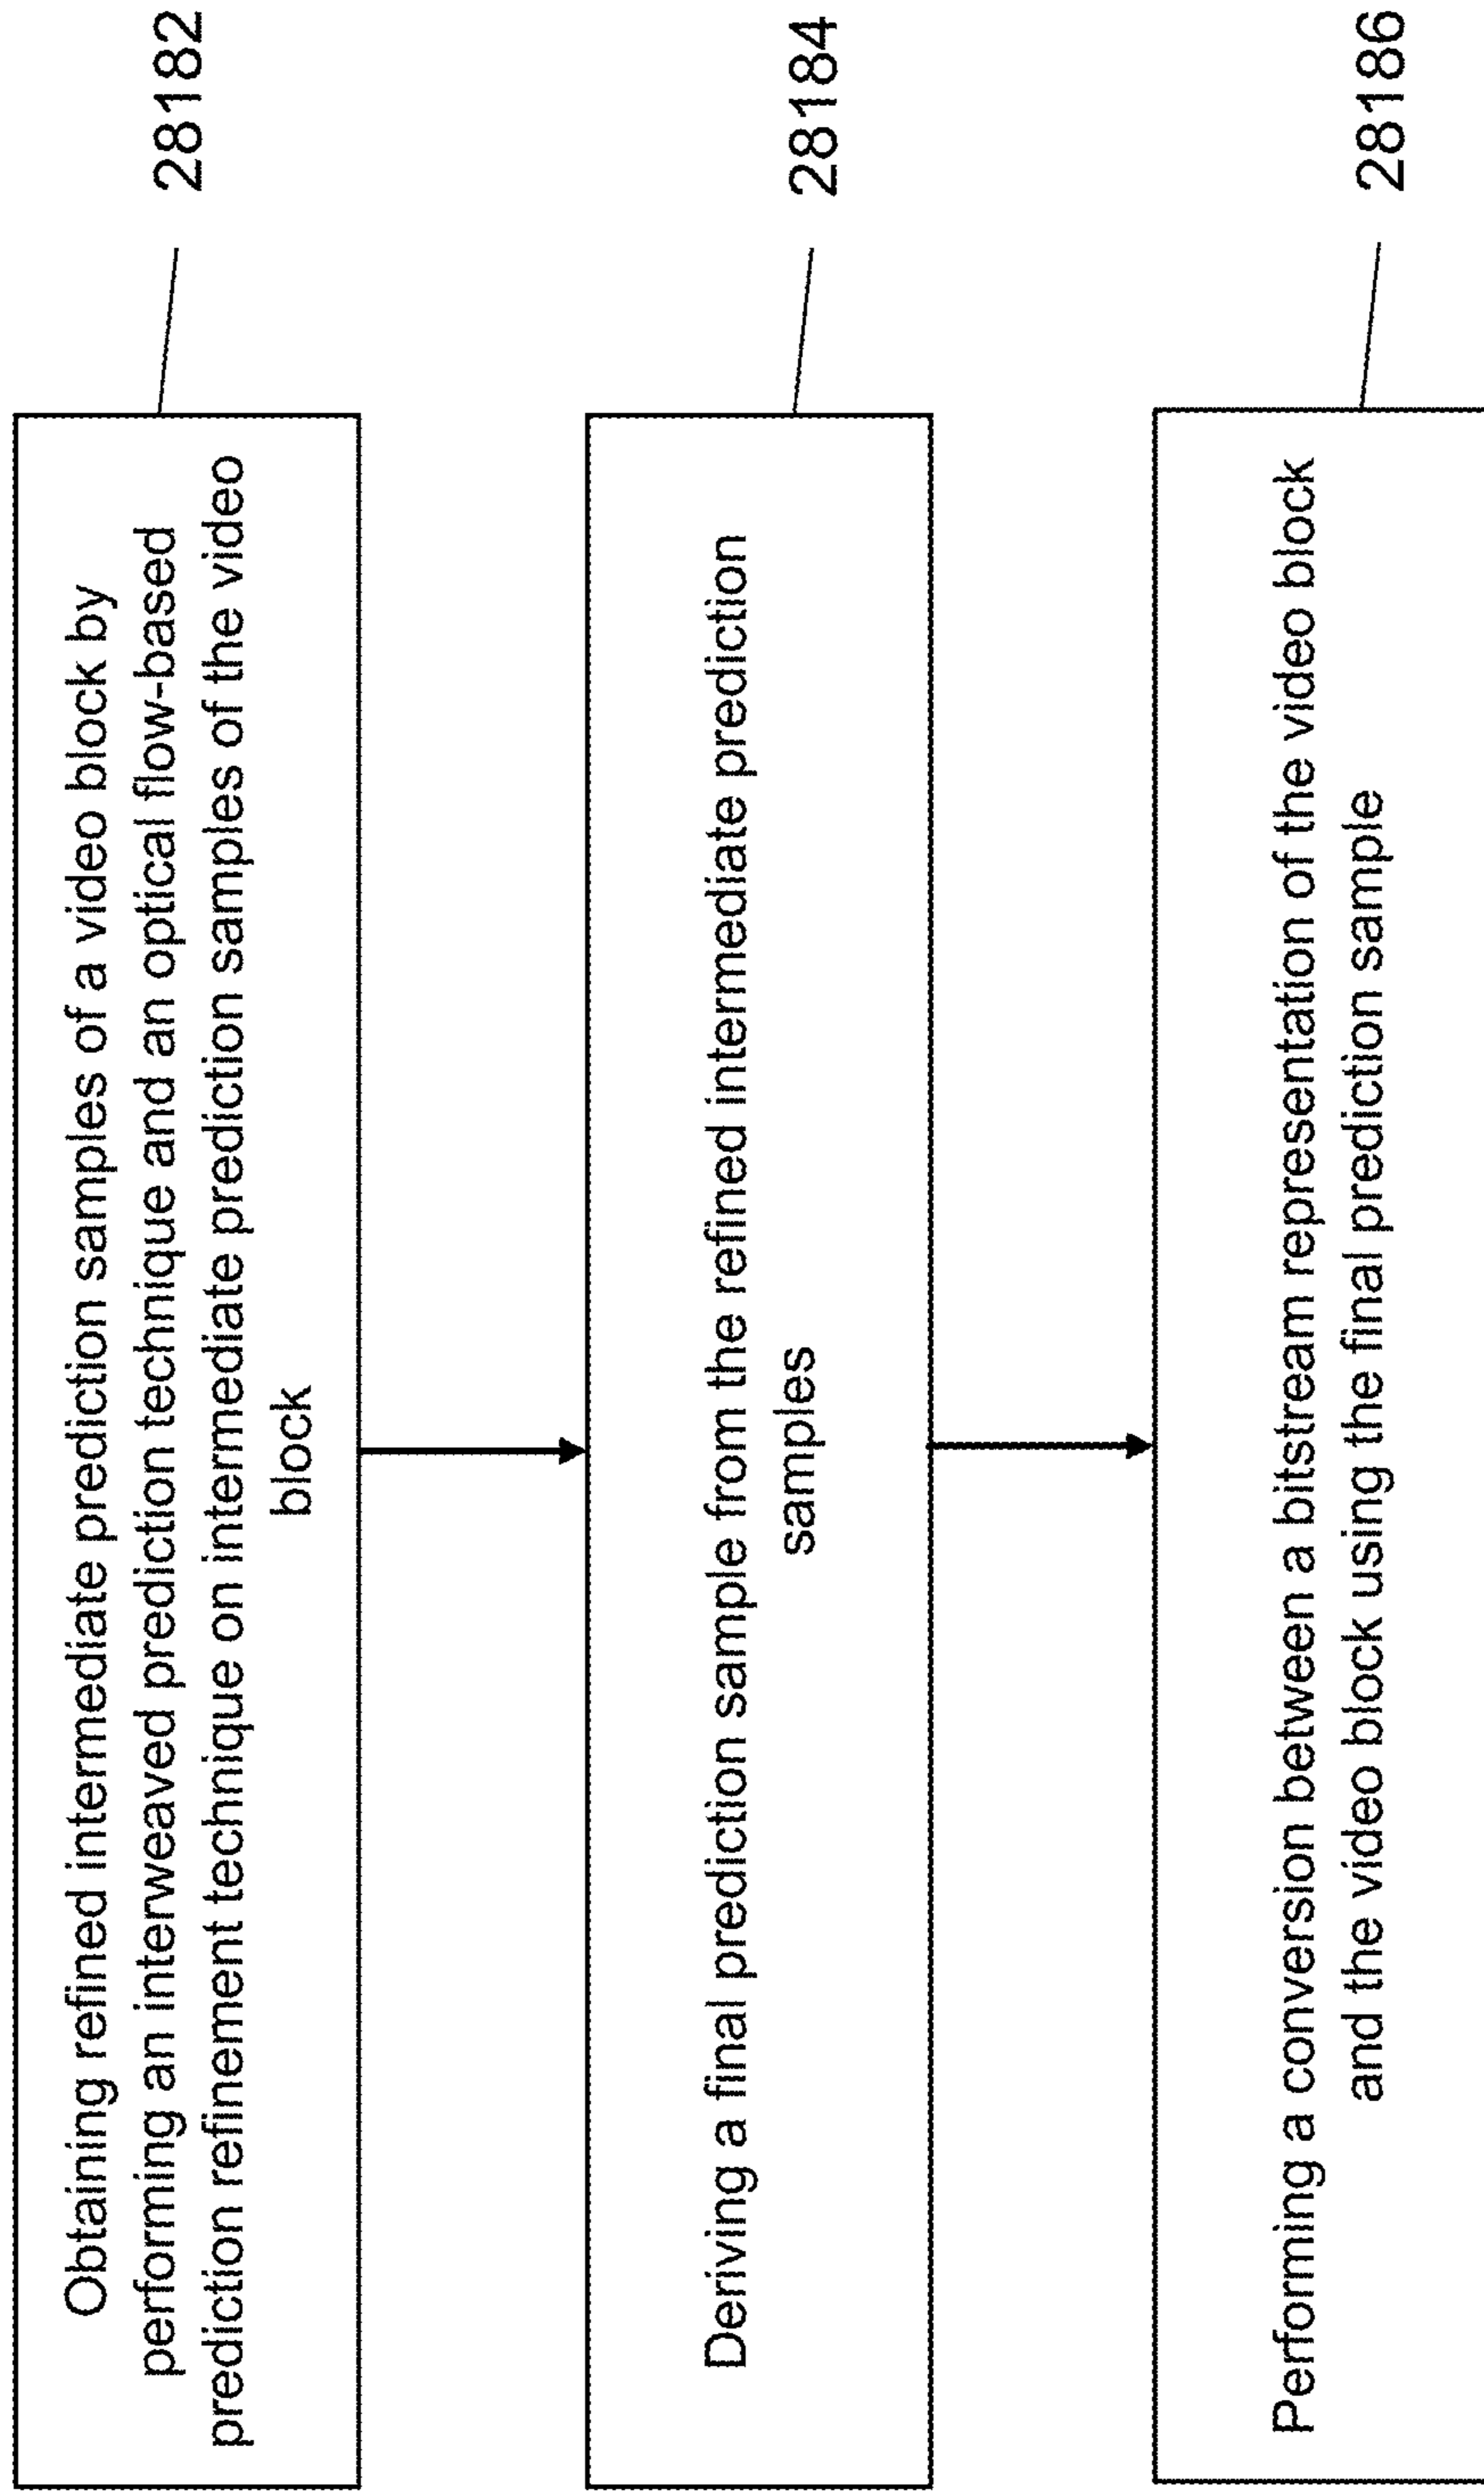 Obtaining refined intermediate prediction samples of a video block by
performing an interweaved prediction technique and an optical flow-based
prediction refinement technique on intermediate prediction samples of the video
block
28182
Deriving a final prediction sample from the refined intermediate prediction
samples
28184
Performing a conversion between a bitstream representation of the video block
and the video block using the final prediction sample
28186